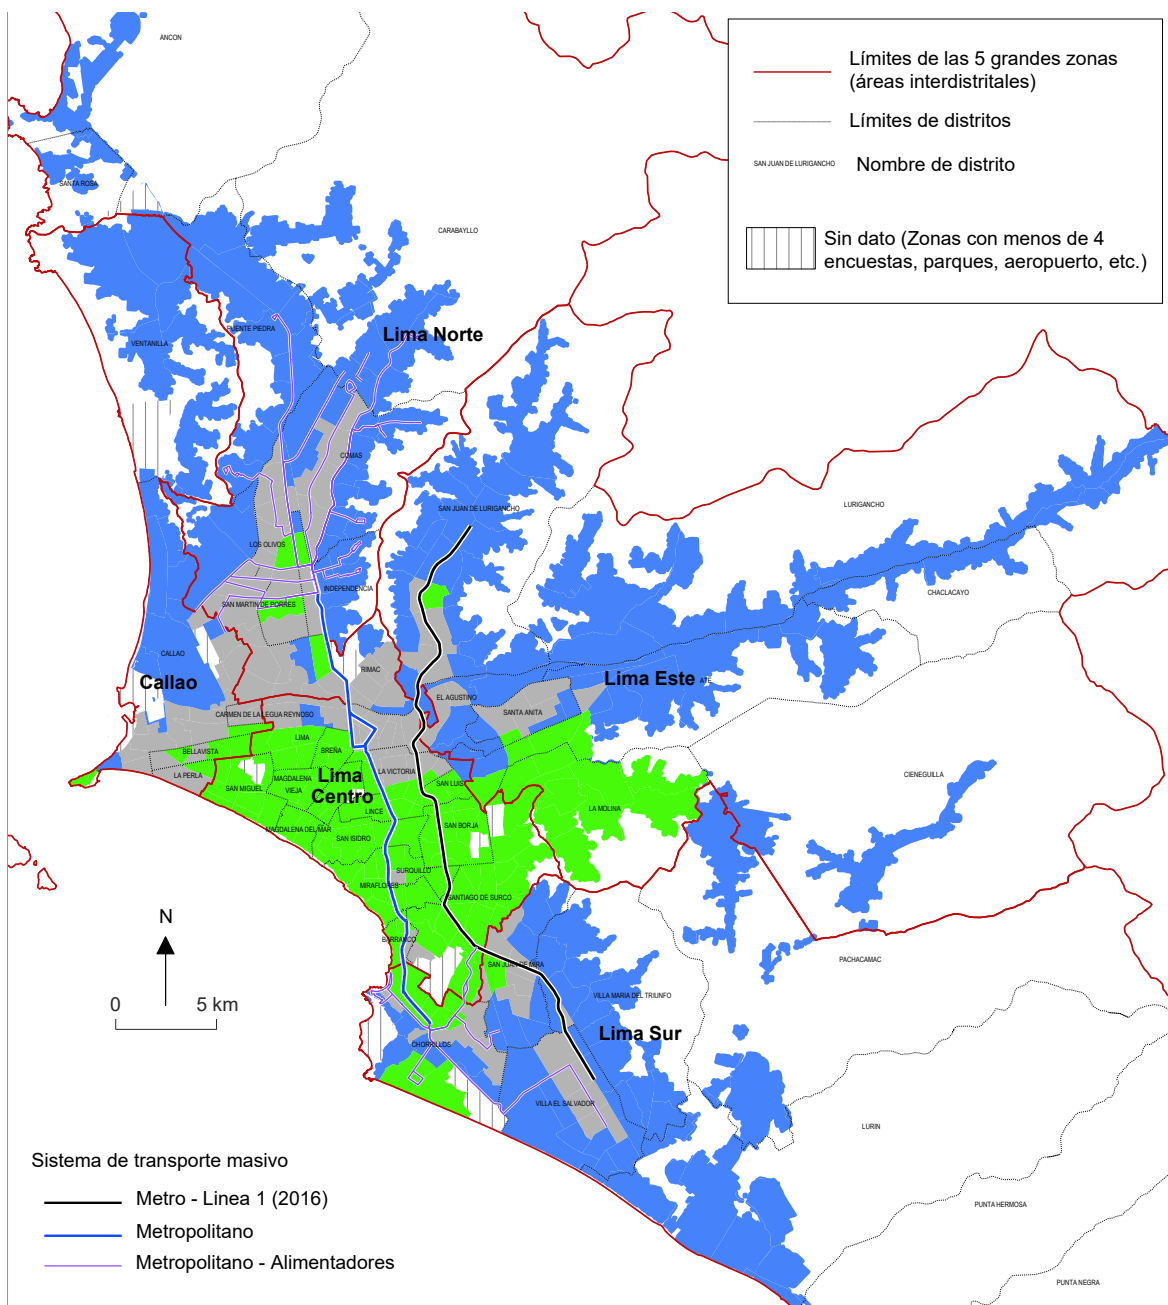 ANCON
Límites de las 5 grandes zonas
(áreas interdistritales)
Límites de distritos
SAN JUAN DE LURIGANCHO
Nombre de distrito
Sin dato (Zonas con menos de 4
encuestas, parques, aeropuerto, etc.)
SANTA ROSA
CARABAYLLO
PUENTE PIEDRA
Lima Norte
VENTANILLA
COMAS
SAN JUAN DE LURIGANCHO
LURIGANCHO
LOS OLIVOS
INDEPENDENCIA
CHACLACAYO
SAN MARTIN DE PORRES
CALLAO
RIMAC
Callao
Lima Este
ATE
EL AGUSTINO
SANTA ANITA
CARMEN DE LA LEGUA REYNOSO
LIMA
BELLAVISTA
BREÑA
LA PERLA
LA VICTORIA
SAN MIGUEL
MAGDALENA
VIEJA
Lima
Centro
SAN LUIS
CIENEGUILLA
LINCE
LA MOLINA
MAGDALENA DEL MAR
SAN ISIDRO
SAN BORJA
SURQUILLO
MIRAFLORES
SANTIAGO DE SURCO
N
BARRANCO
SAN JUAN DE MIRA
PACHACAMAC
0
5 km
VILLA MARIA DEL TRIUNFO
Lima Sur
CHORRILLOS
VILLA EL SALVADOR
LURIN
Sistema de transporte masivo
Metro - Linea 1 (2016)
Metropolitano
Metropolitano - Alimentadores
PUNTA HERMOSA
PUNTA NEGRA